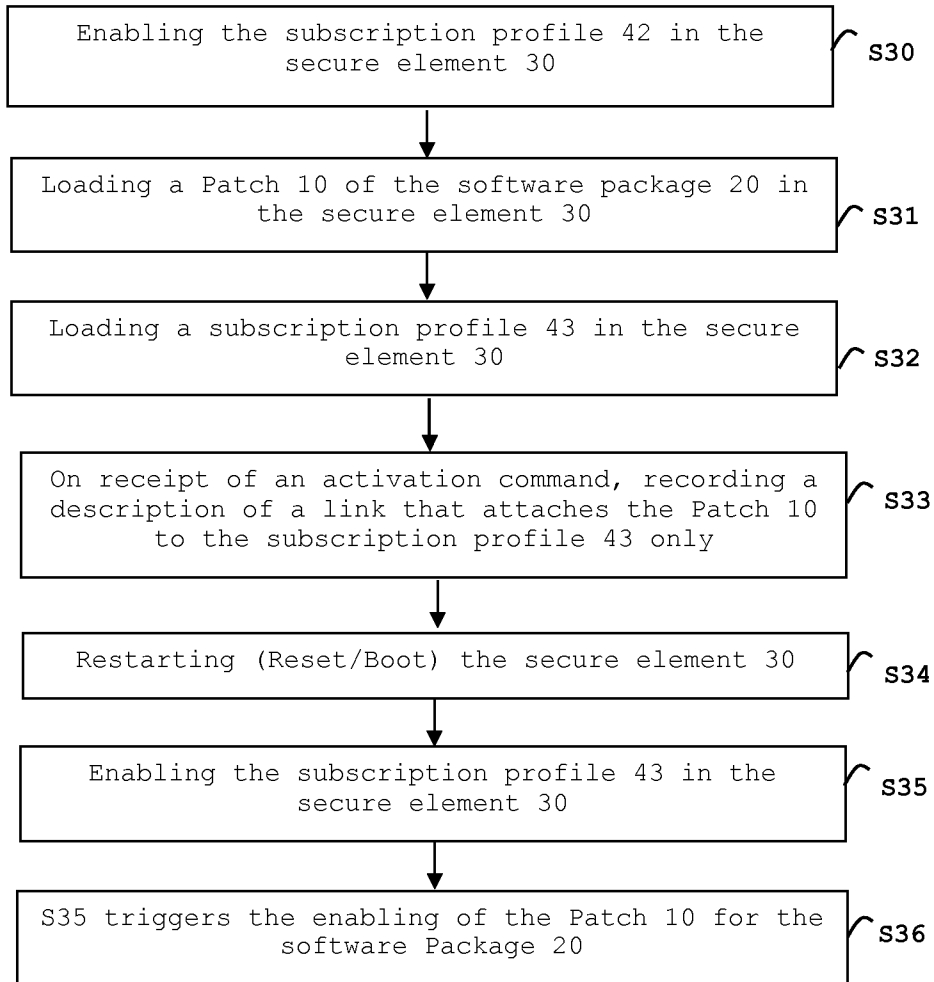 Enabling the subscription profile 42 in the
secure element 30
S30
Loading a Patch 10 of the software package 20 in
the secure element 30
S31
Loading a subscription profile 43 in the secure
element 30
S32
On receipt of an activation command, recording a
description of a link that attaches the Patch 10
to the subscription profile 43 only
S33
Restarting (Reset/Boot) the secure element 30
S34
Enabling the subscription profile 43 in the
secure element 30
S35
S35 triggers the enabling of the Patch 10 for the
software Package 20
S36